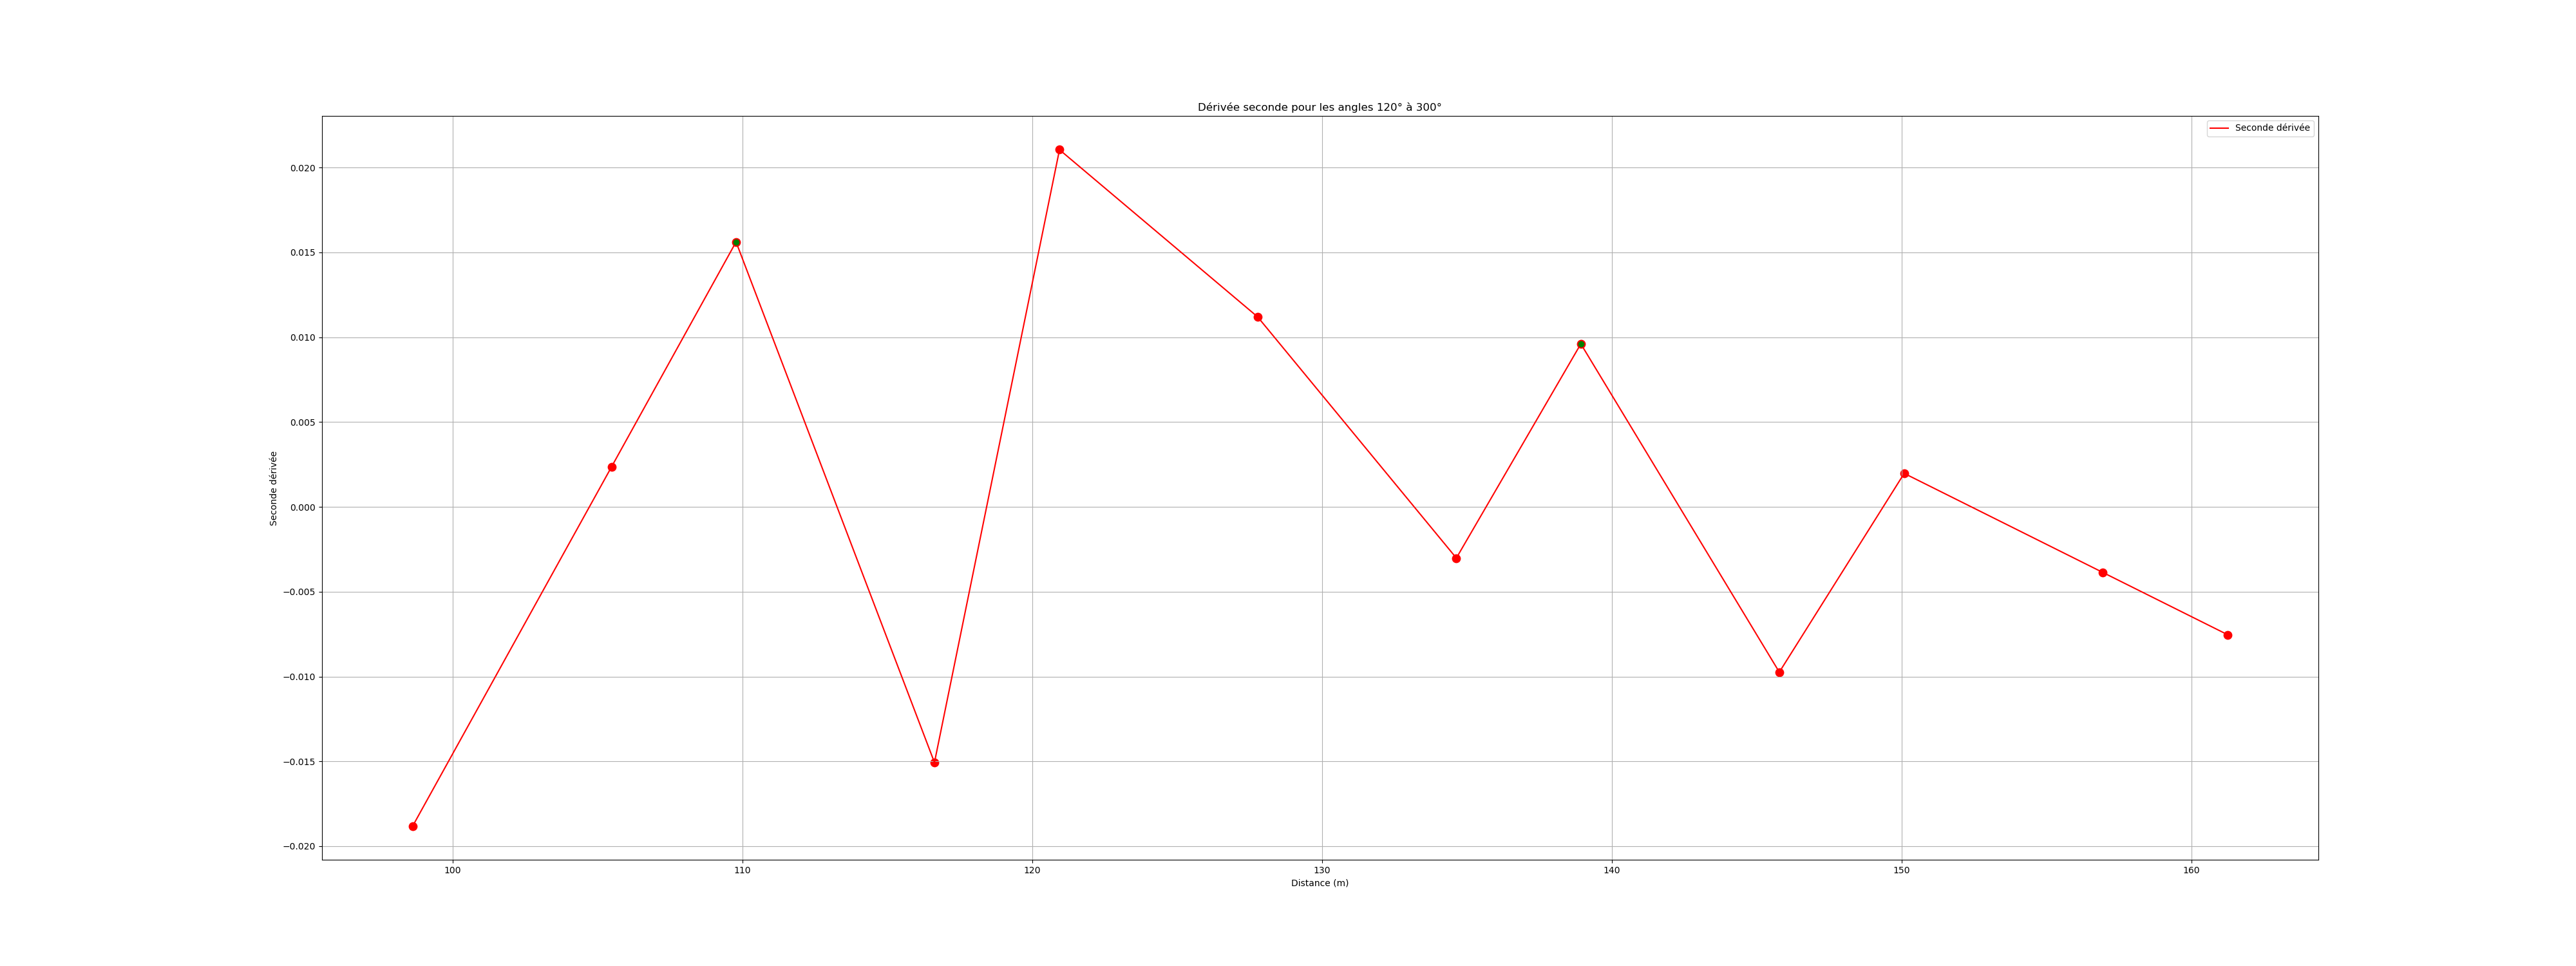 Dérivée seconde pour les angles 120° à 300°
Seconde dérivée
0.020
0.015
0.010
0.005
0.000
−0.005
−0.010
−0.015
−0.020
Seconde dérivée
100 110 120 130 140 150 160
Distance (m)